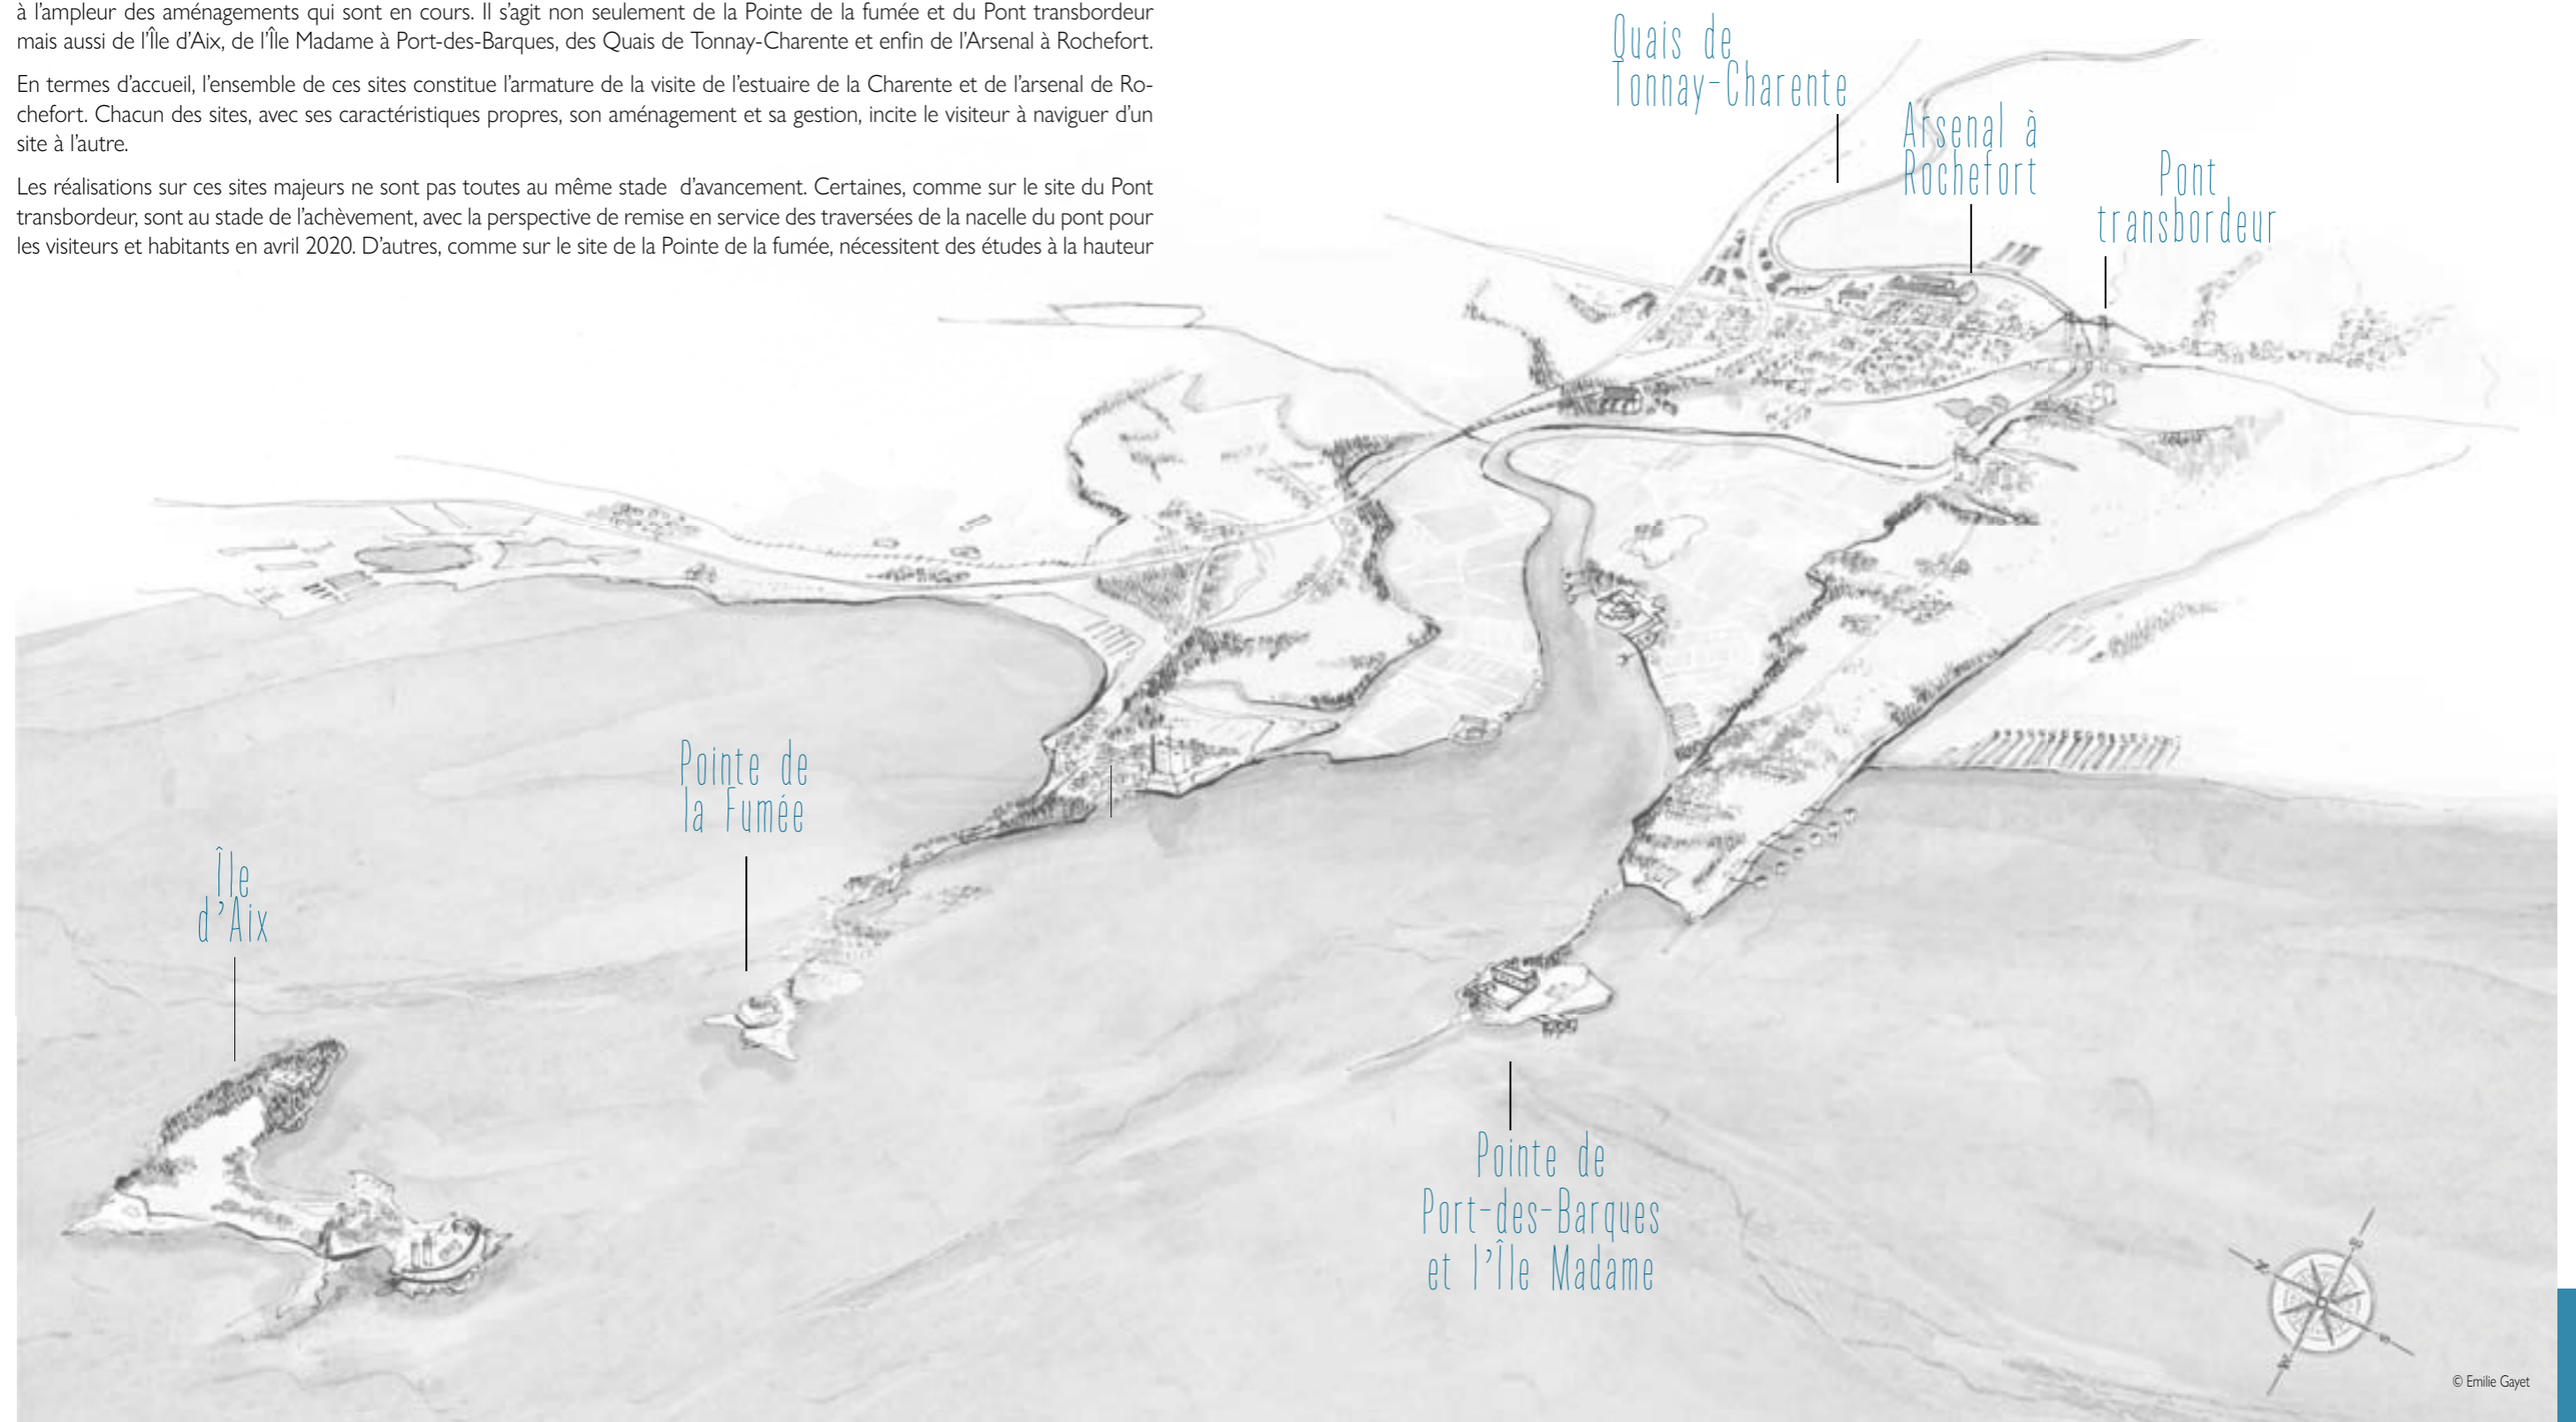 à l'ampleur des aménagements qui sont en cours. Il s'agit non seulement de la Pointe de la fumée et du Pont transbordeur
mais aussi de l'Île d'Aix, de l'Île Madame à Port-des-Barques, des Quais de Tonnay-Charente et enfin de l'Arsenal à Rochefort.
En termes d'accueil, l'ensemble de ces sites constitue l'armature de la visite de l'estuaire de la Charente et de l'arsenal de Ro-
chefort. Chacun des sites, avec ses caractéristiques propres, son aménagement et sa gestion, incite le visiteur à naviguer d'un
site à l'autre.
Les réalisations sur ces sites majeurs ne sont pas toutes au même stade d'avancement. Certaines, comme sur le site du Pont
transbordeur, sont au stade de l'achèvement, avec la perspective de remise en service des traversées de la nacelle du pont pour
les visiteurs et habitants en avril 2020. D'autres, comme sur le site de la Pointe de la fumée, nécessitent des études à la hauteur
Quais de
Tonnay-Charente
Arsenal à
Rochefort
Pont
transbordeur
Pointe de
la Fumée
Île
d'Aix
Pointe de
Port-des-Barques
et l'Île Madame
N
E
S
W
© Emilie Gayet